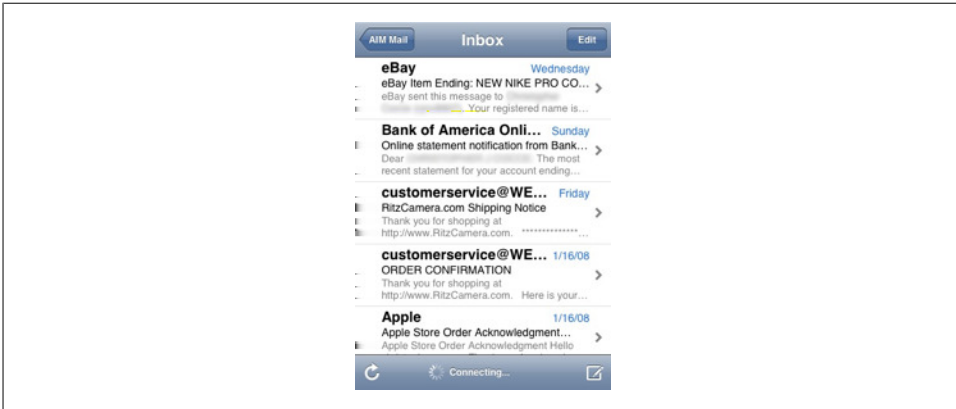 AIM Mail
Inbox
Edit
eBay Wednesday
eBay Item Ending: NEW NIKE PRO CO...
eBay sent this message to
Your registered name is...
Bank of America Onli... Sunday
Online statement notification from Bank...
Dear The most
recent statement for your account ending...
customerservice@WE... Friday
RitzCamera.com Shipping Notice
Thank you for shopping at
http://www.RitzCamera.com. **************...
customerservice@WE... 1/16/08
ORDER CONFIRMATION
Thank you for shopping at
http://www.RitzCamera.com. Here is your...
Apple 1/16/08
Apple Store Order Acknowledgment...
Apple Store Order Acknowledgment Hello
Connecting...